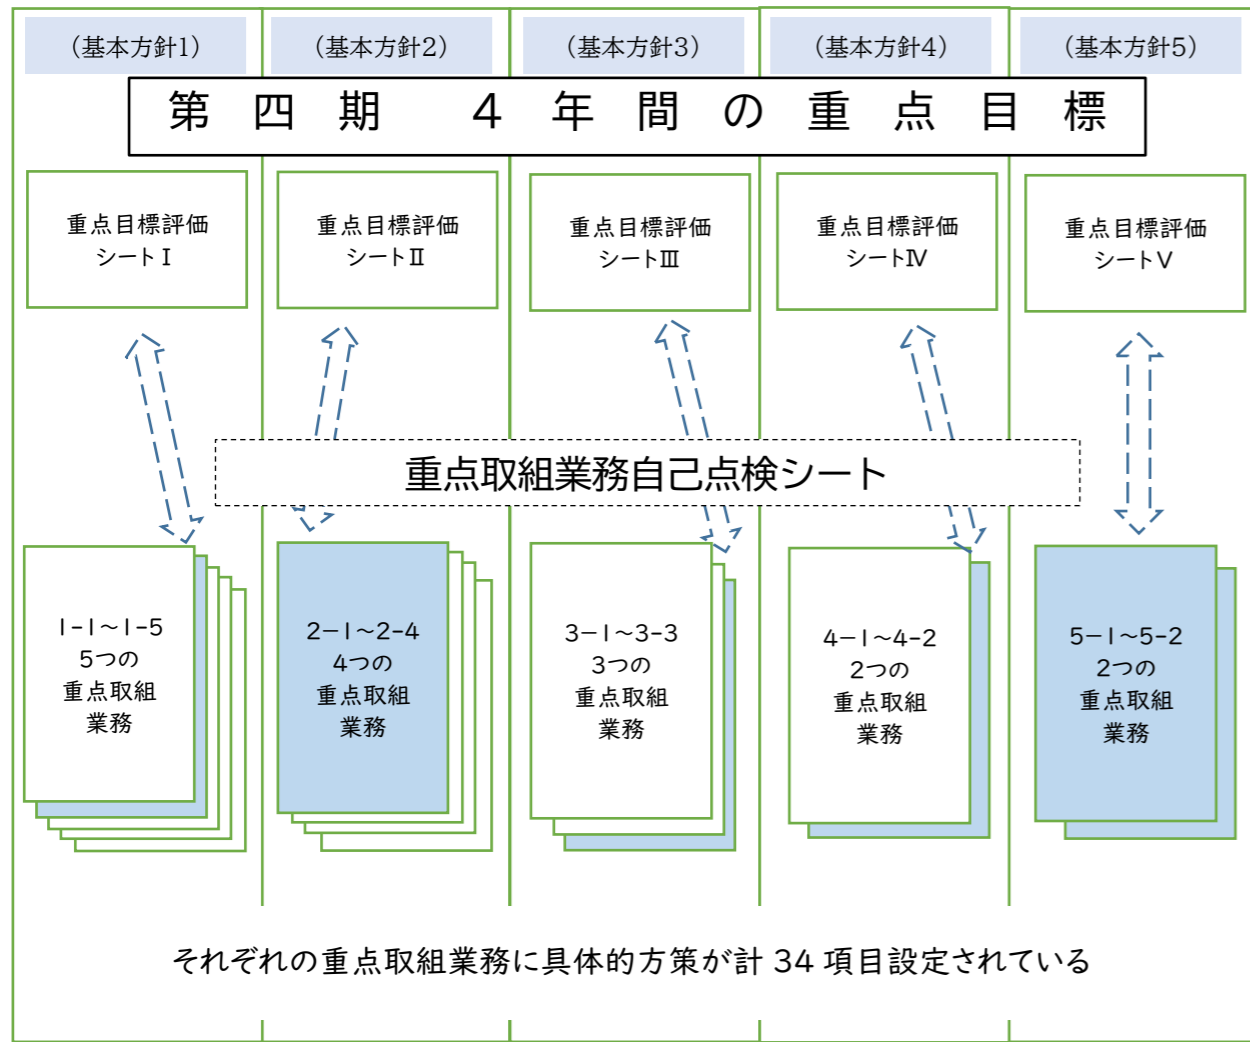 （基本方針1）
（基本方針2）
（基本方針3）
（基本方針4）
（基本方針5）
第四期　４年間の重点目標
重点目標評価
シートⅠ
重点目標評価
シートⅡ
重点目標評価
シートⅢ
重点目標評価
シートⅣ
重点目標評価
シートⅤ
重点取組業務自己点検シート
1-1～1-5
5つの
重点取組
業務
2－1～2-4
4つの
重点取組
業務
3－1～3-3
3つの
重点取組
業務
4－1～4-2
2つの
重点取組
業務
5－1～5-2
2つの
重点取組
業務
それぞれの重点取組業務に具体的方策が計 34 項目設定されている